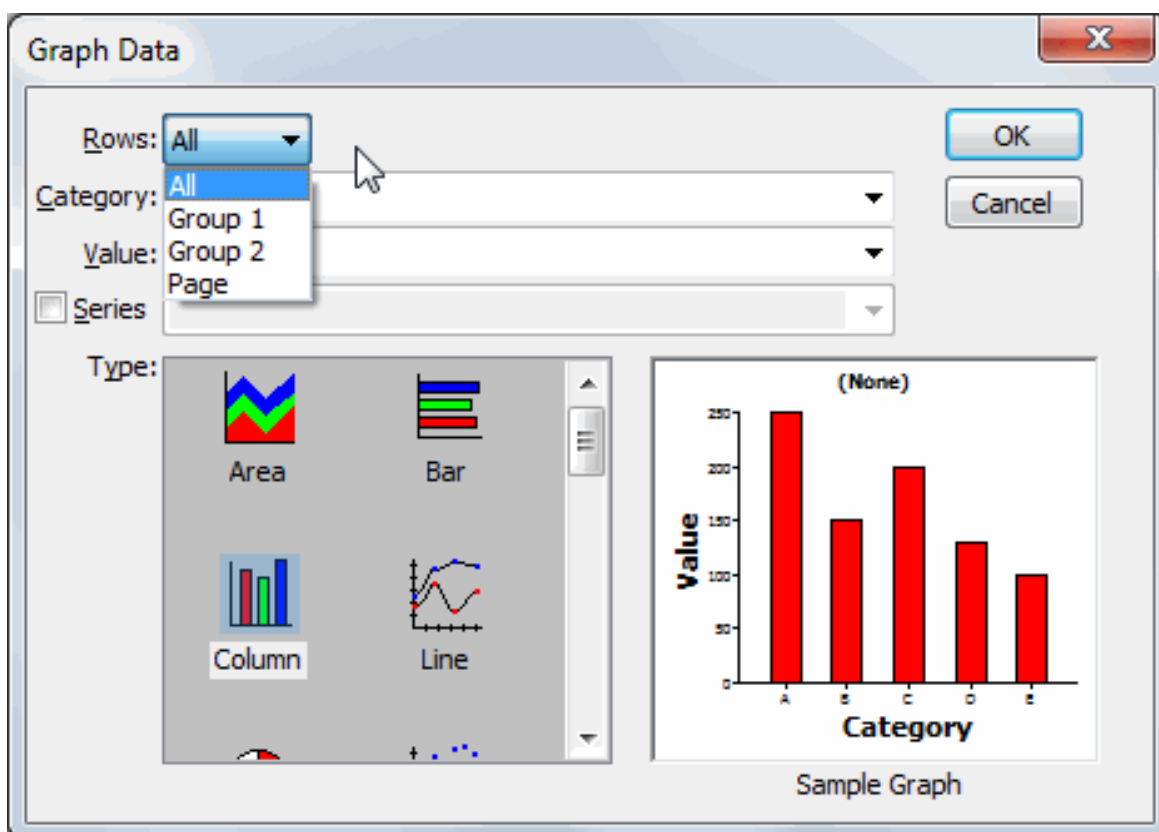 Graph Data
Rows: All
OK
All
Category:
Group 1
Cancel
Value:
Group 2
Page
Series
Type:
Area
Bar
Column
Line
(None)
250
200
150
100
50
0
Value
A B C D E
Category
Sample Graph